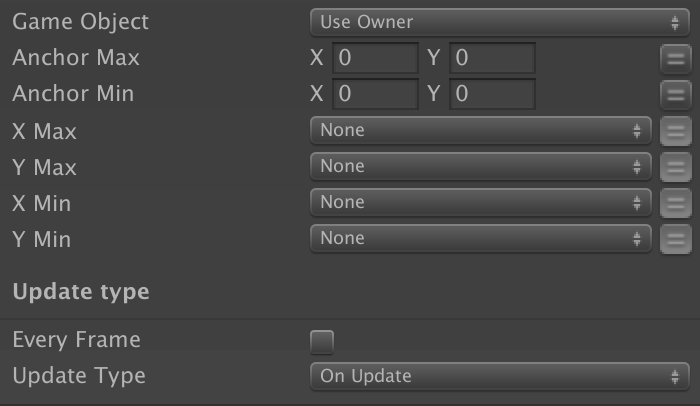 Game Object Use Owner
Anchor Max X 0 Y 0
Anchor Min X 0 Y 0
X Max None
Y Max None
X Min None
Y Min None
Update type
Every Frame
Update Type On Update